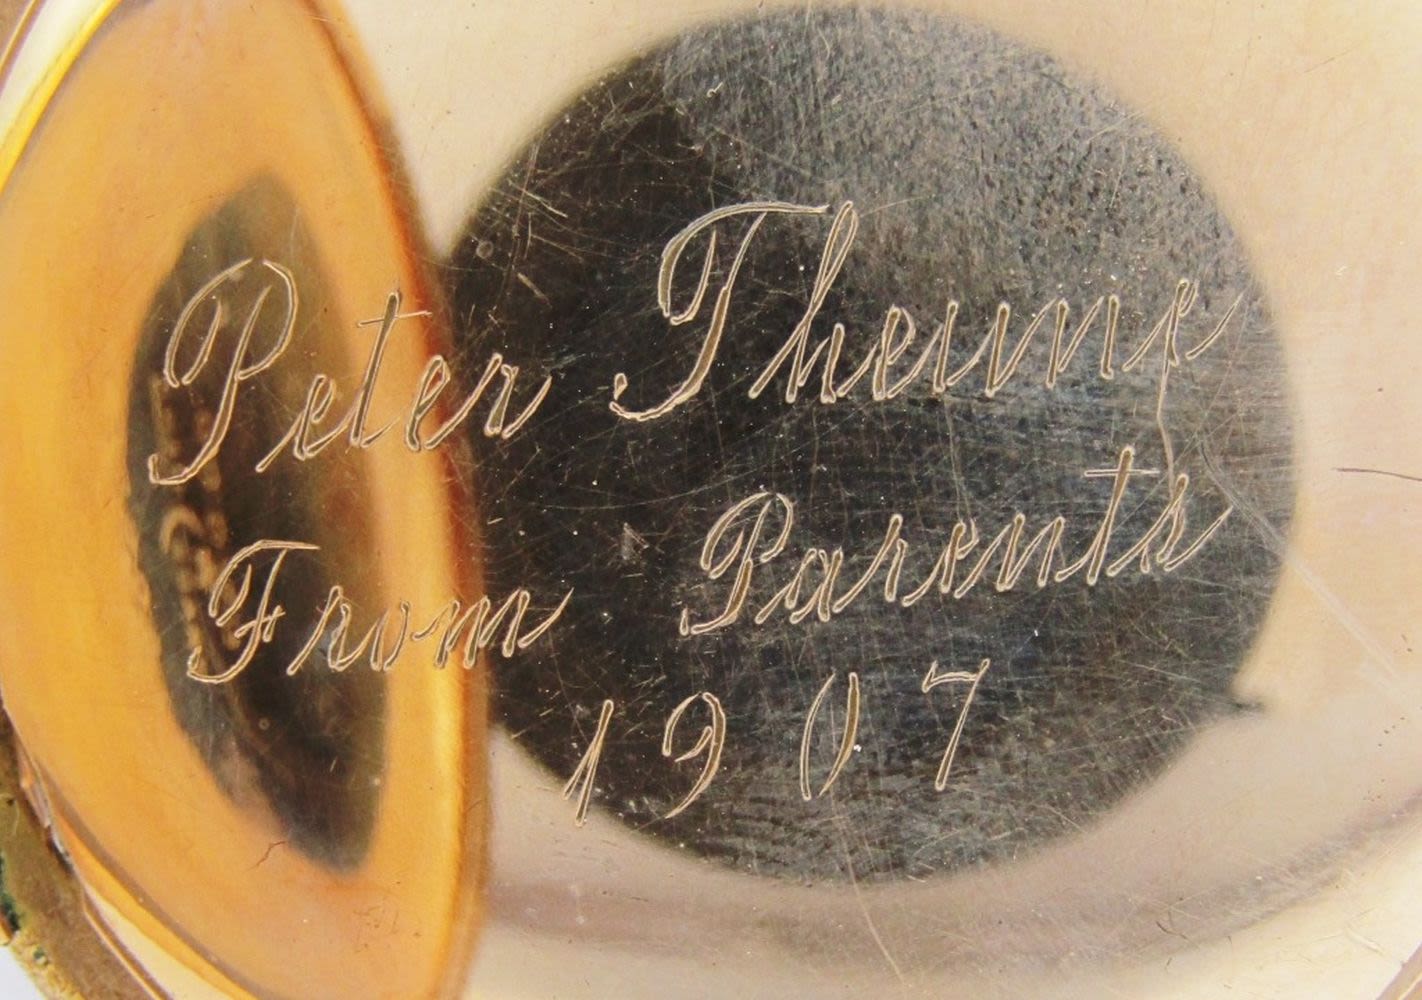 Peter Theune
From Parents
1907